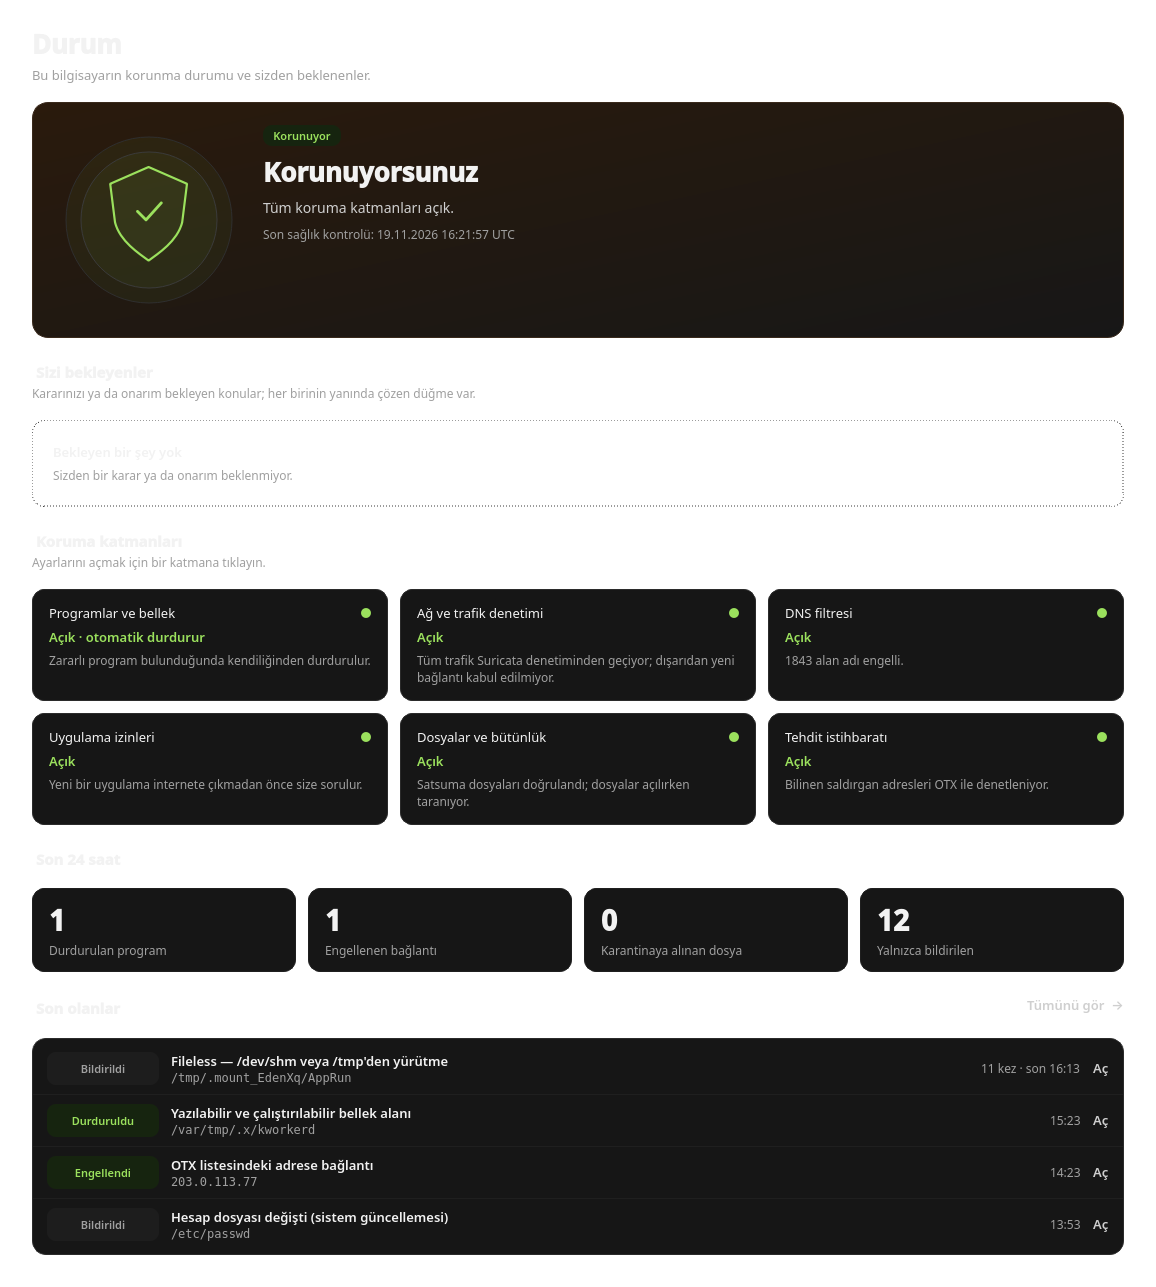 Durum
Bu bilgisayarın korunma durumu ve sizden beklenenler.
Korunuyor
Korunuyorsunuz
Tüm koruma katmanları açık.
Son sağlık kontrolü: 19.11.2026 16:21:57 UTC
Sizi bekleyenler
Kararınızı ya da onarım bekleyen konular; her birinin yanında çözen düğme var.
Bekleyen bir şey yok
Sizden bir karar ya da onarım beklenmiyor.
Koruma katmanları
Ayarlarını açmak için bir katmana tıklayın.
Programlar ve bellek
Açık · otomatik durdurur
Zararlı program bulunduğunda kendiliğinden durdurulur.
Ağ ve trafik denetimi
Açık
Tüm trafik Suricata denetiminden geçiyor; dışarıdan yeni
bağlantı kabul edilmiyor.
DNS filtresi
Açık
1843 alan adı engelli.
Uygulama izinleri
Açık
Yeni bir uygulama internete çıkmadan önce size sorulur.
Dosyalar ve bütünlük
Açık
Satsuma dosyaları doğrulandı; dosyalar açılırken
taranıyor.
Tehdit istihbaratı
Açık
Bilinen saldırgan adresleri OTX ile denetleniyor.
Son 24 saat
1
Durdurulan program
1
Engellenen bağlantı
0
Karantinaya alınan dosya
12
Yalnızca bildirilen
Son olanlar
Tümünü gör →
Bildirildi
Fileless — /dev/shm veya /tmp'den yürütme
/tmp/.mount_EdenXq/AppRun
11 kez · son 16:13 Aç
Durduruldu
Yazılabilir ve çalıştırılabilir bellek alanı
/var/tmp/.x/kworkerd
15:23 Aç
Engellendi
OTX listesindeki adrese bağlantı
203.0.113.77
14:23 Aç
Bildirildi
Hesap dosyası değişti (sistem güncellemesi)
/etc/passwd
13:53 Aç